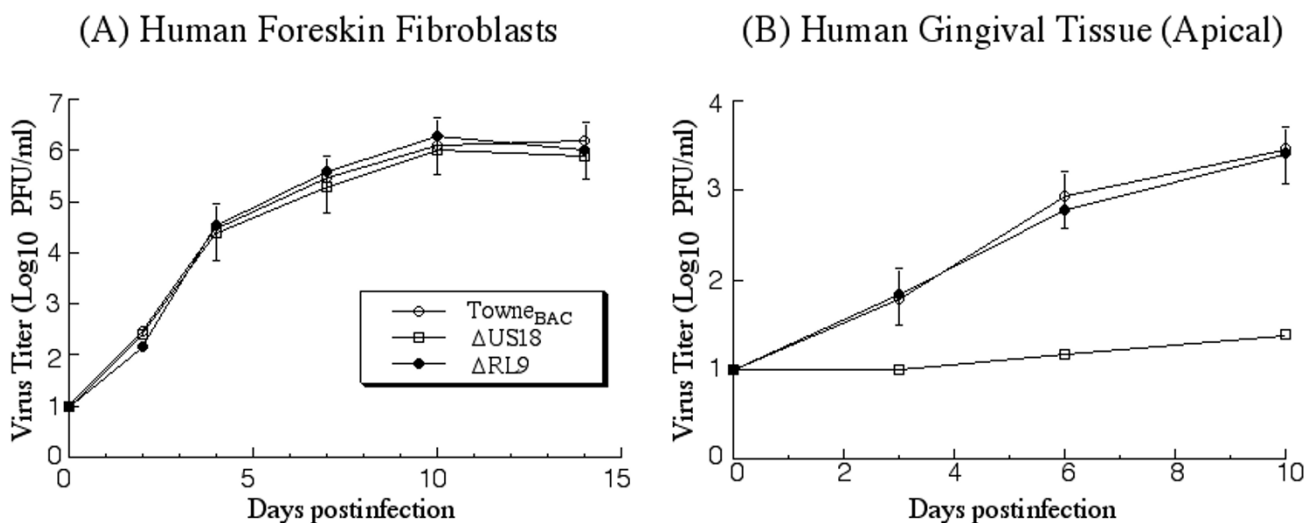 (A) Human Foreskin Fibroblasts
Virus Titer (Log10 PFU/ml)
7
6
5
4
3
2
1
0
0
5
10
15
Days postinfection
TowneBAC
ΔUS18
ΔRL9
(B) Human Gingival Tissue (Apical)
Virus Titer (Log10 PFU/ml)
4
3
2
1
0
0
2
4
6
8
10
Days postinfection